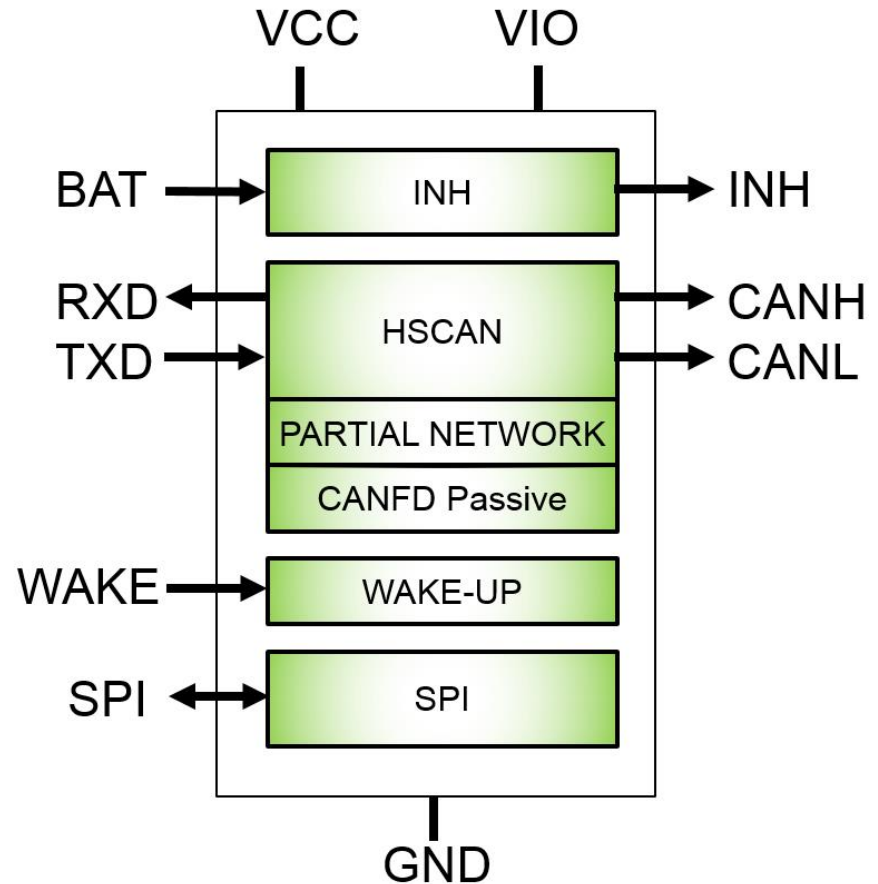 VCC VIO
BAT INH INH
RXD HSCAN CANH
TXD CANL
PARTIAL NETWORK
CANFD Passive
WAKE WAKE-UP
SPI SPI
GND